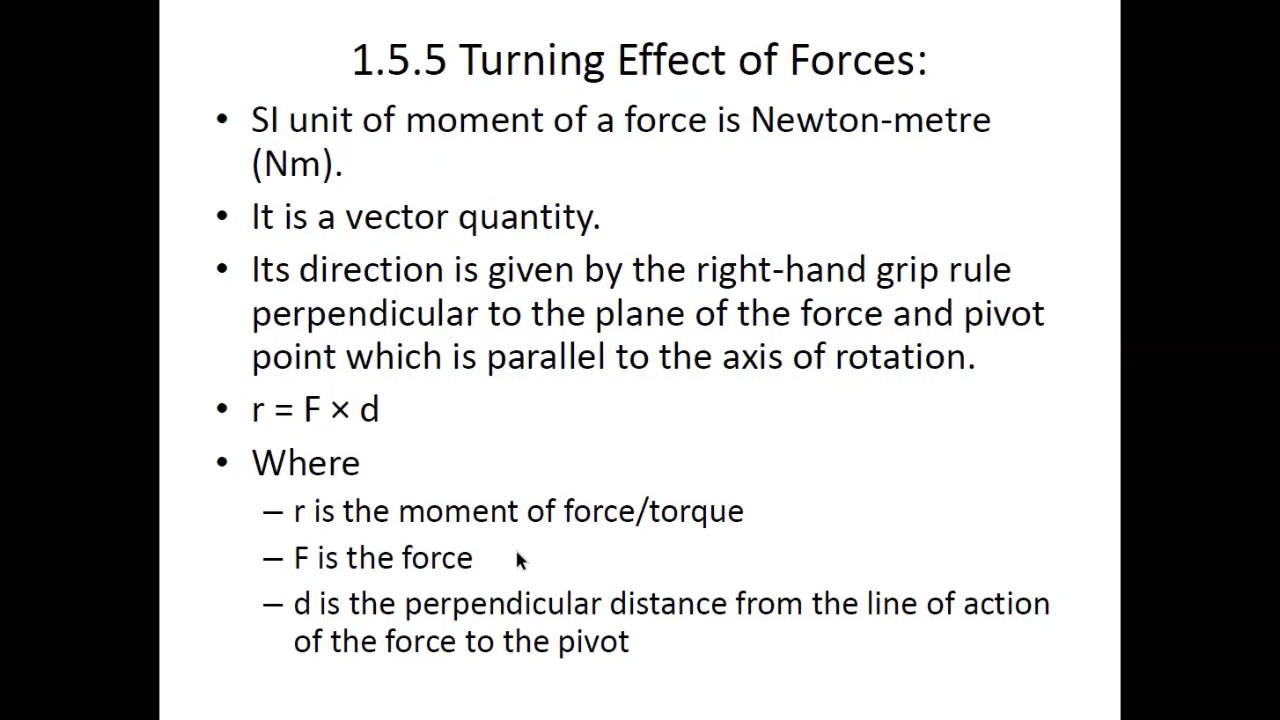 1.5.5 Turning Effect of Forces:
• SI unit of moment of a force is Newton-metre
(Nm).
• It is a vector quantity.
• Its direction is given by the right-hand grip rule
perpendicular to the plane of the force and pivot
point which is parallel to the axis of rotation.
• r = F × d
• Where
– r is the moment of force/torque
– F is the force
– d is the perpendicular distance from the line of action
of the force to the pivot